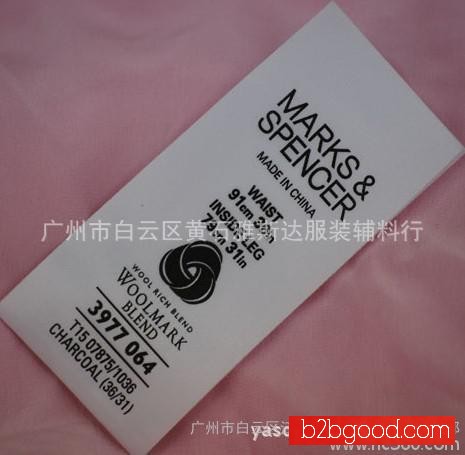 MARKS &
SPENCER
MADE IN CHINA
WAIST
91cm 36in
INSIDE LEG
31in
WOOL RICH BLEND
WOOLMARK
BLEND
3977 064
T15 07875/1036
CHARCOAL (36/31)
广州市白云区黄石雅斯达服装辅料行
广州市白云区
b2bgood.com